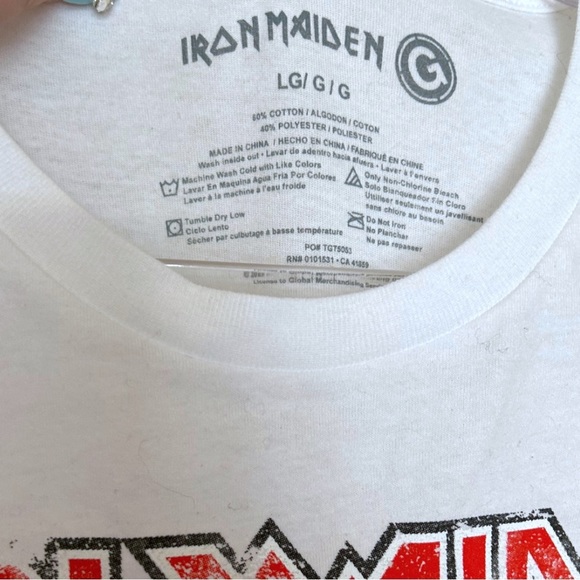 IRON MAIDEN G
LG/ G / G
60% COTTON / ALGODON / COTON
40% POLYESTER / POLIESTER
MADE IN CHINA / HECHO EN CHINA / FABRIQUÉ EN CHINE
Wash inside out • Lavar de adentro hacia afuera • Laver à l'envers
Machine Wash Cold with Like Colors
Lavar En Maquina Agua Fria Por Colores
Laver à la machine à l'eau froide
Only Non-Chlorine Bleach
Solo Blanqueador Sin Cloro
Utiliser seulement un javellisant
sans chlore au besoin
Tumble Dry Low
Ciclo Lento
Sécher par culbutage à basse température
Do Not Iron
No Planchar
Ne pas repasser
PO# TGT5053
RN# 0101531 • CA 41859
License to Global Merchandising